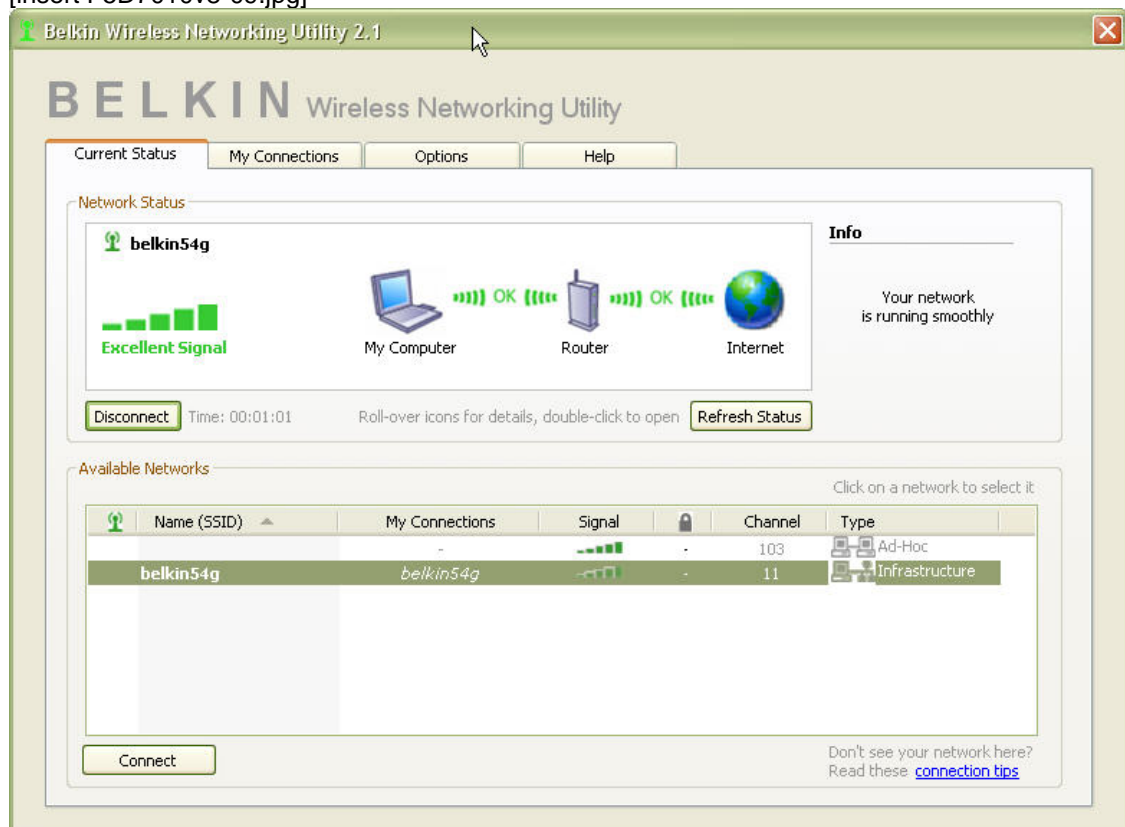 Belkin Wireless Networking Utility 2.1
BELKIN Wireless Networking Utility
Current Status My Connections Options Help
Network Status
belkin54g
Info
OK OK
Your network
is running smoothly
Excellent Signal My Computer Router Internet
Disconnect Time: 00:01:01 Roll-over icons for details, double-click to open Refresh Status
Available Networks
Click on a network to select it
Name (SSID) My Connections Signal Channel Type
- - 103 Ad-Hoc
belkin54g belkin54g - 11 Infrastructure
Connect
Don't see your network here?
Read these connection tips